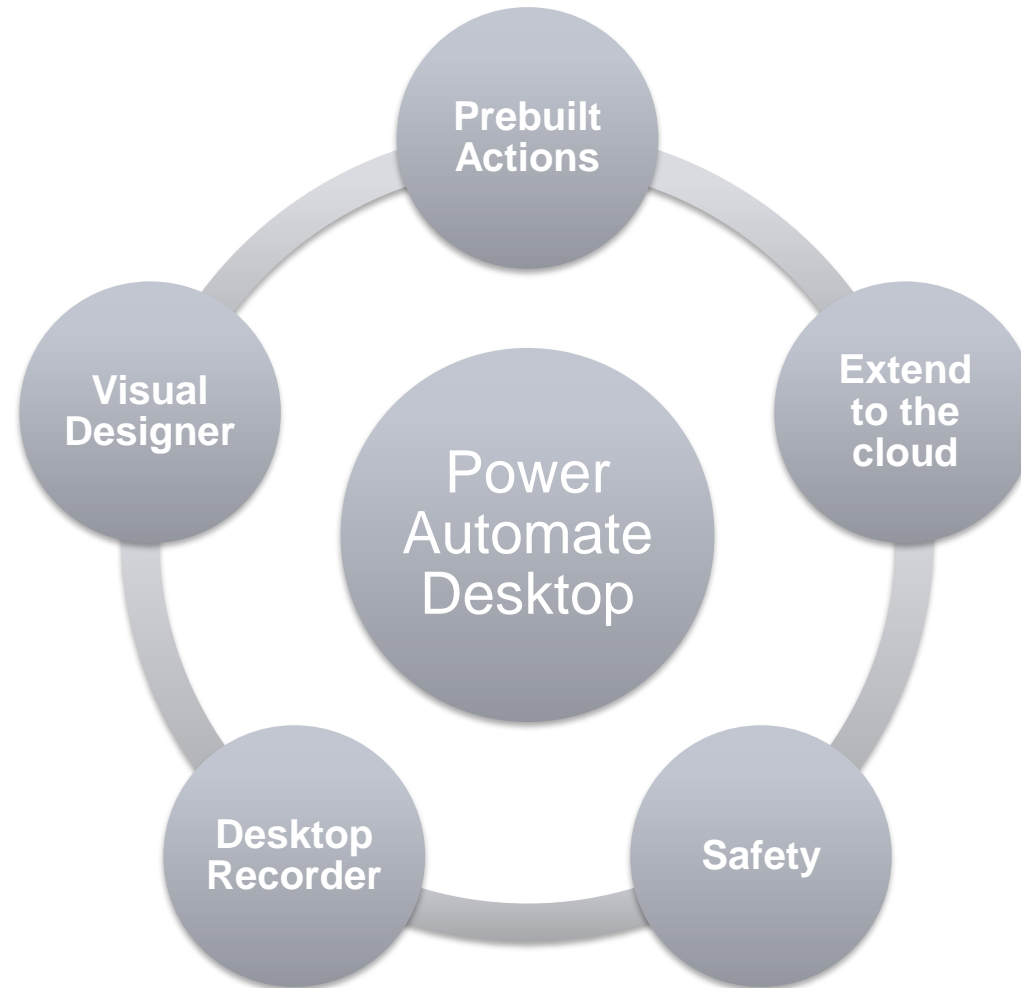 Prebuilt
Actions
Extend
to the
cloud
Safety
Desktop
Recorder
Visual
Designer
Power
Automate
Desktop